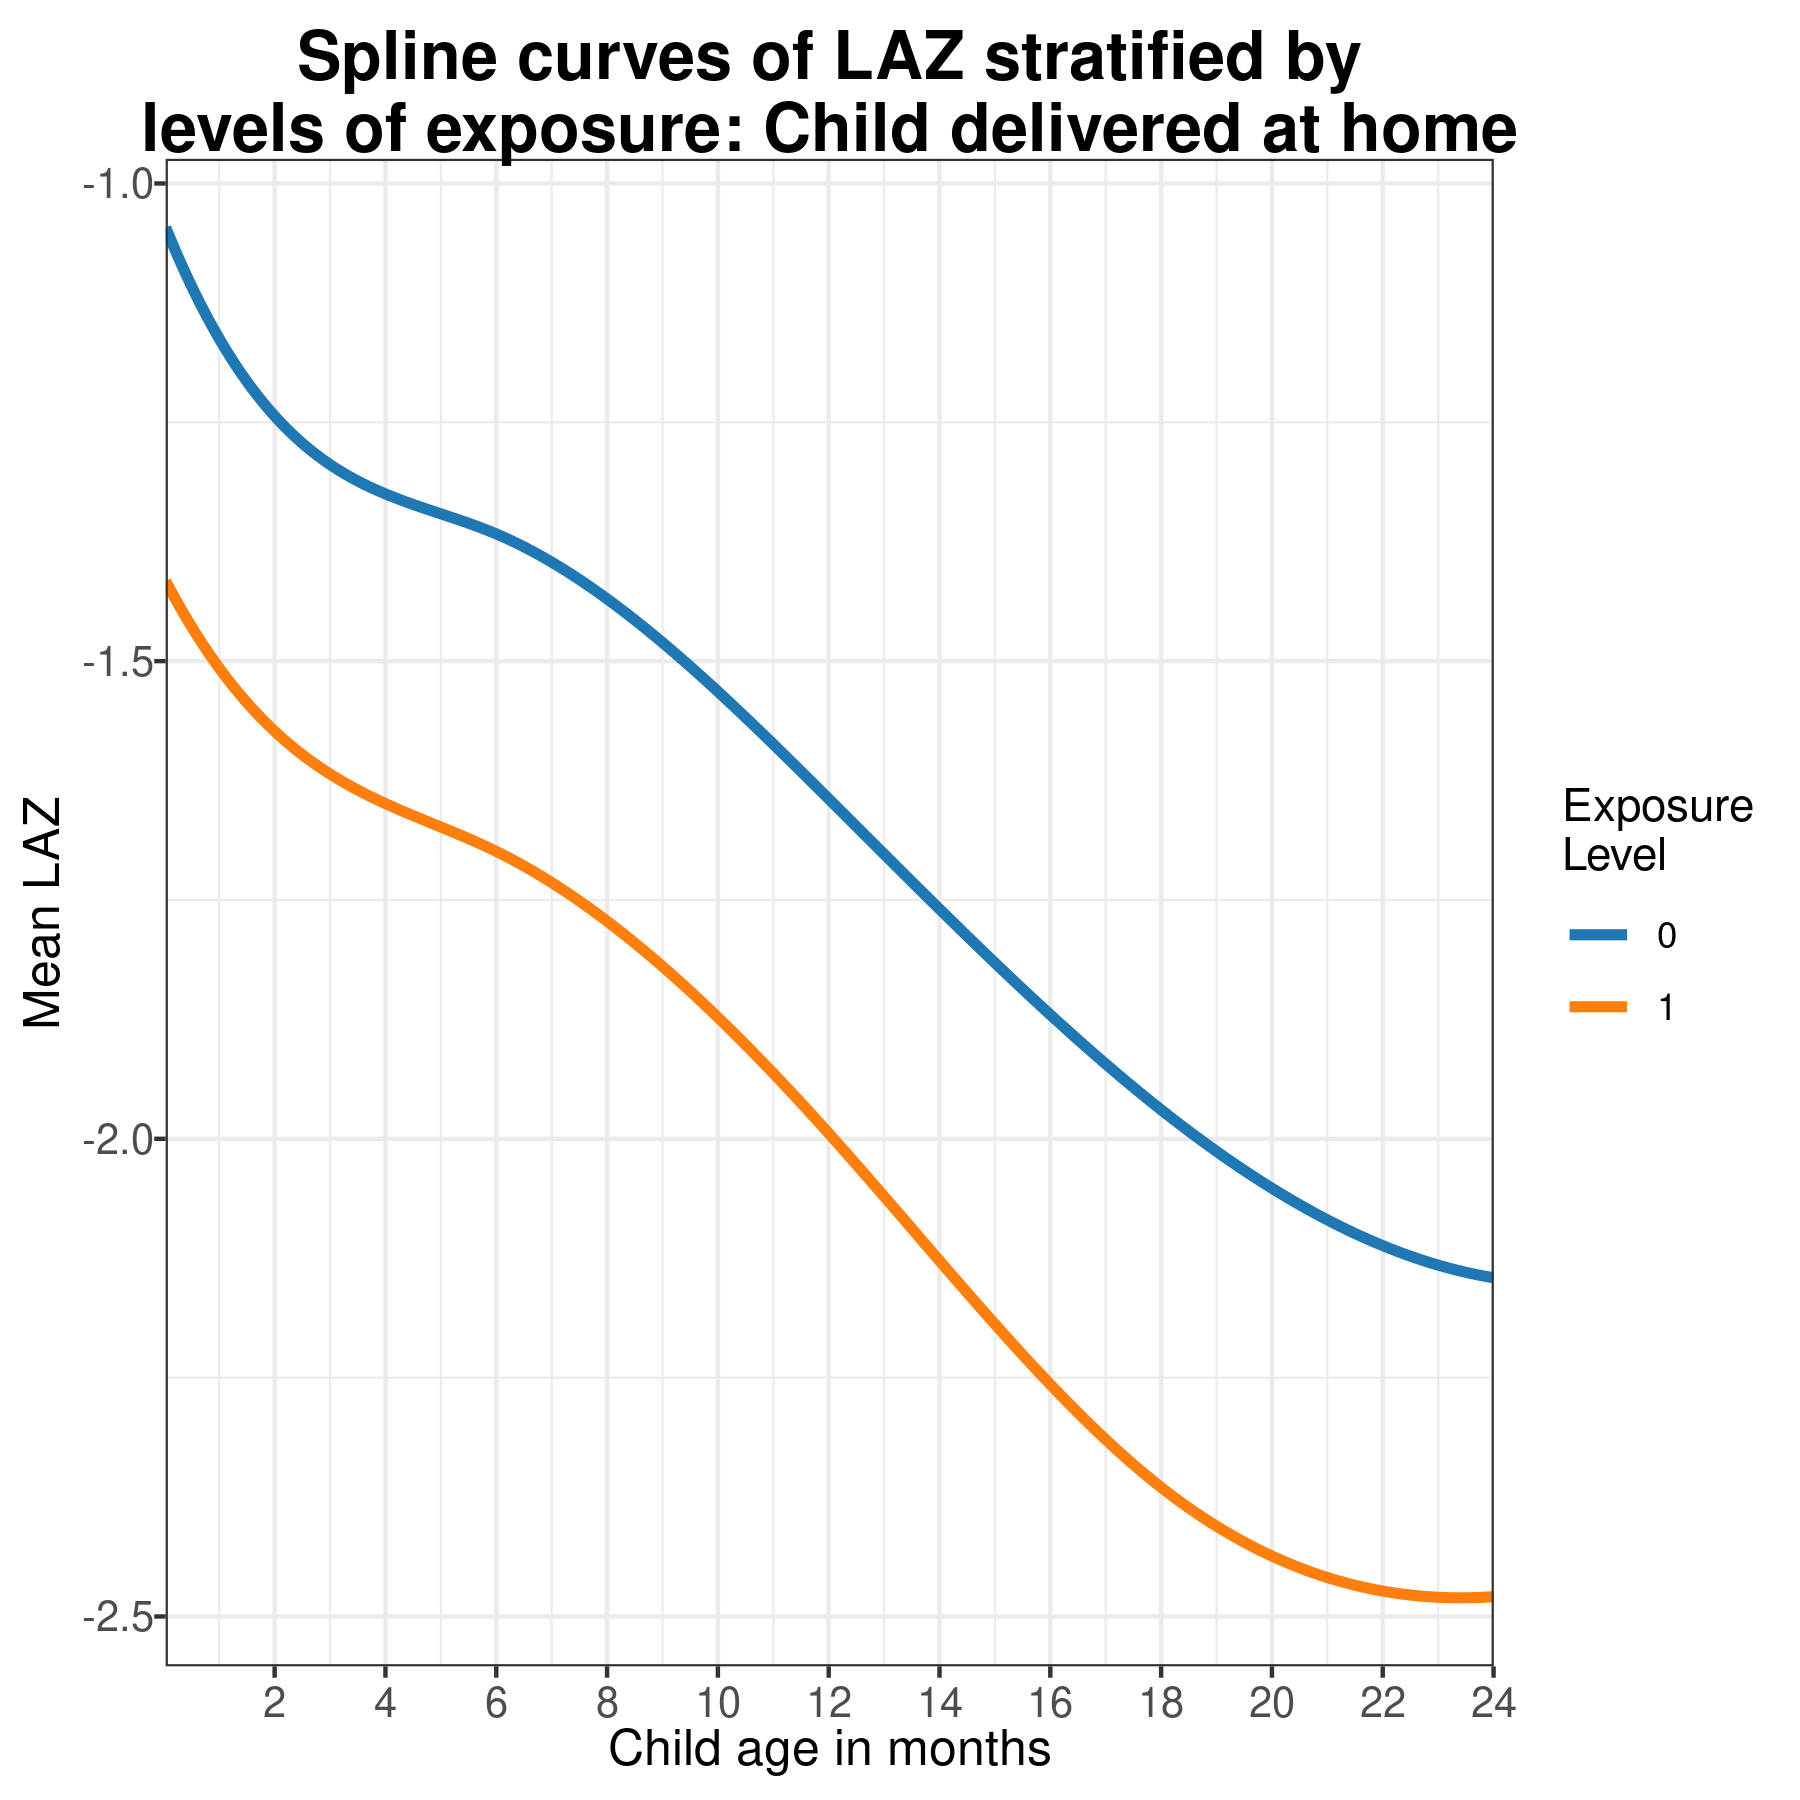 Spline curves of LAZ stratified by
levels of exposure: Child delivered at home
-1.0
-1.5
-2.0
-2.5
Mean LAZ
2 4 6 8 10 12 14 16 18 20 22 24
Child age in months
Exposure
Level
0
1